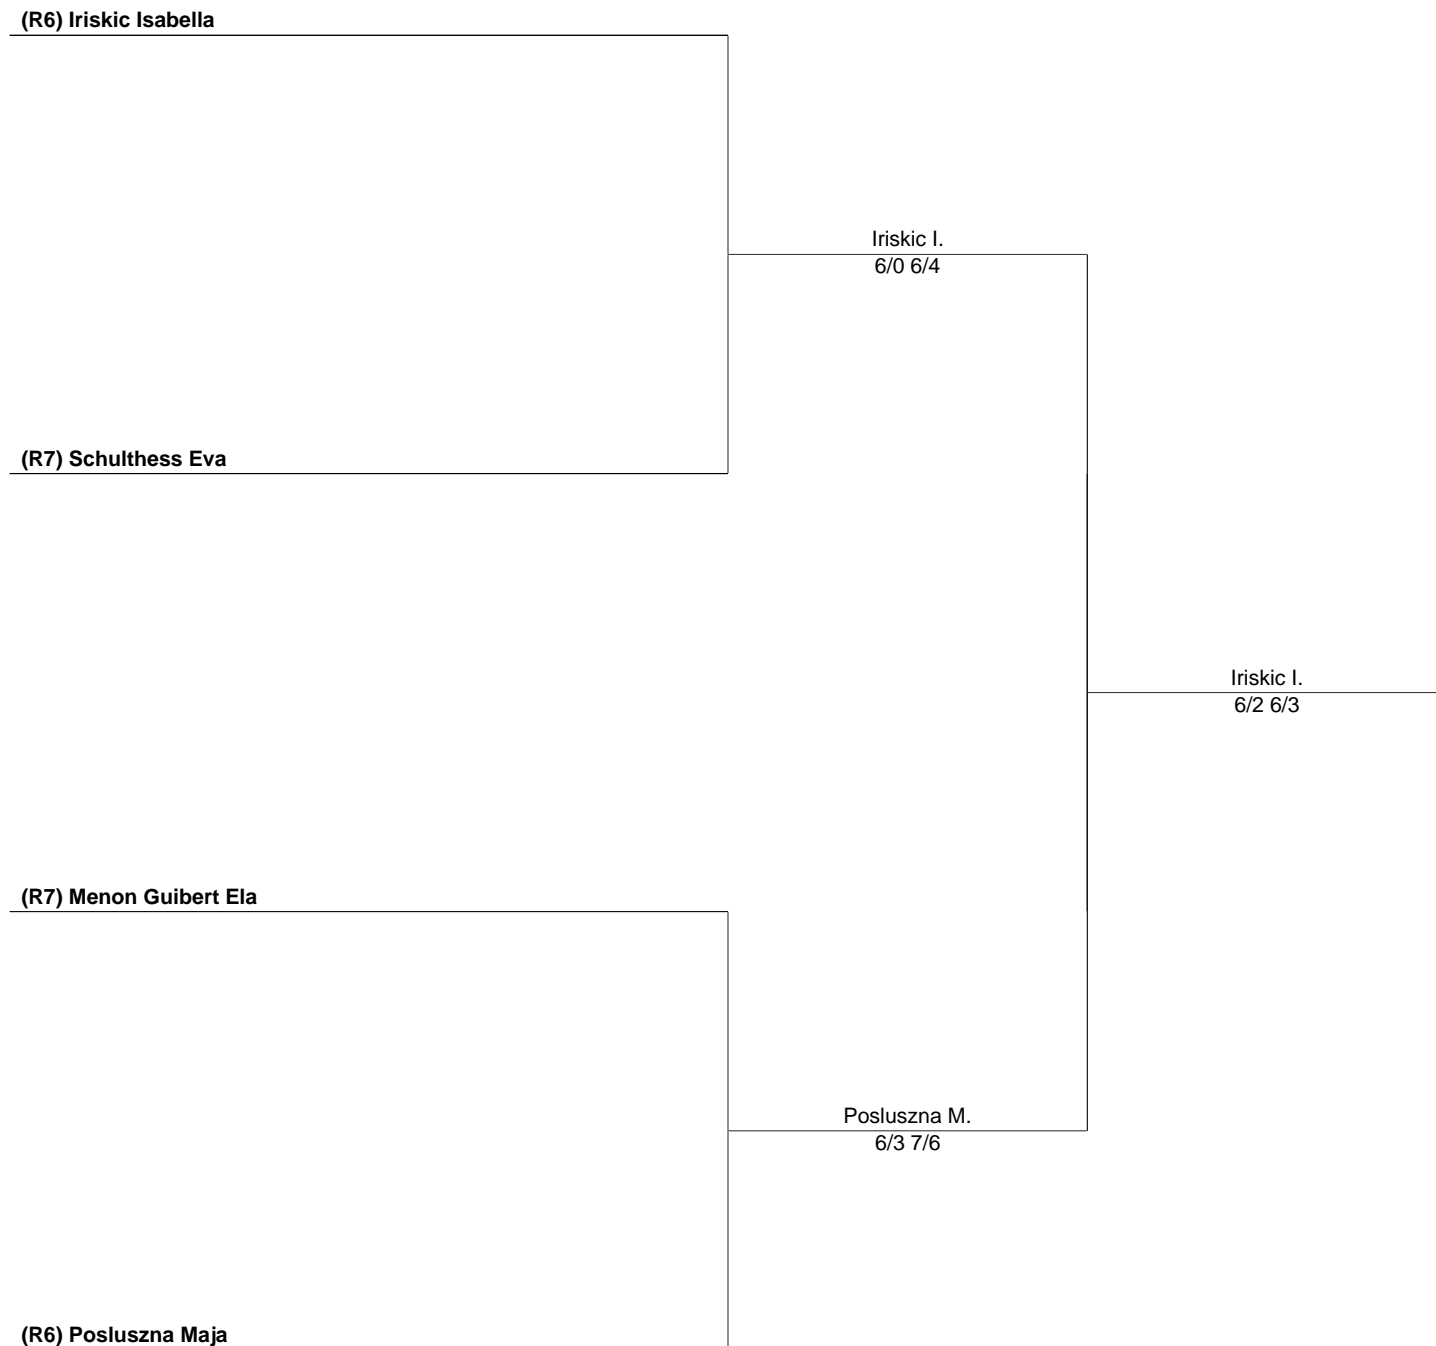 (R6) Iriskic Isabella
Iriskic I.
6/0 6/4
(R7) Schulthess Eva
Iriskic I.
6/2 6/3
(R7) Menon Guibert Ela
Posluszna M.
6/3 7/6
(R6) Posluszna Maja